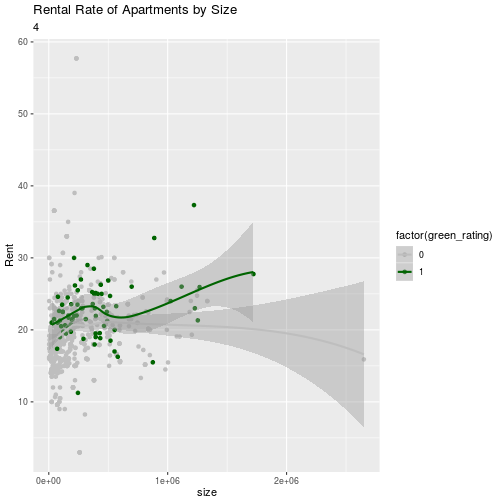 Rental Rate of Apartments by Size
4
60
50
40
30
20
10
Rent
0e+00 1e+06 2e+06
size
factor(green_rating)
0
1